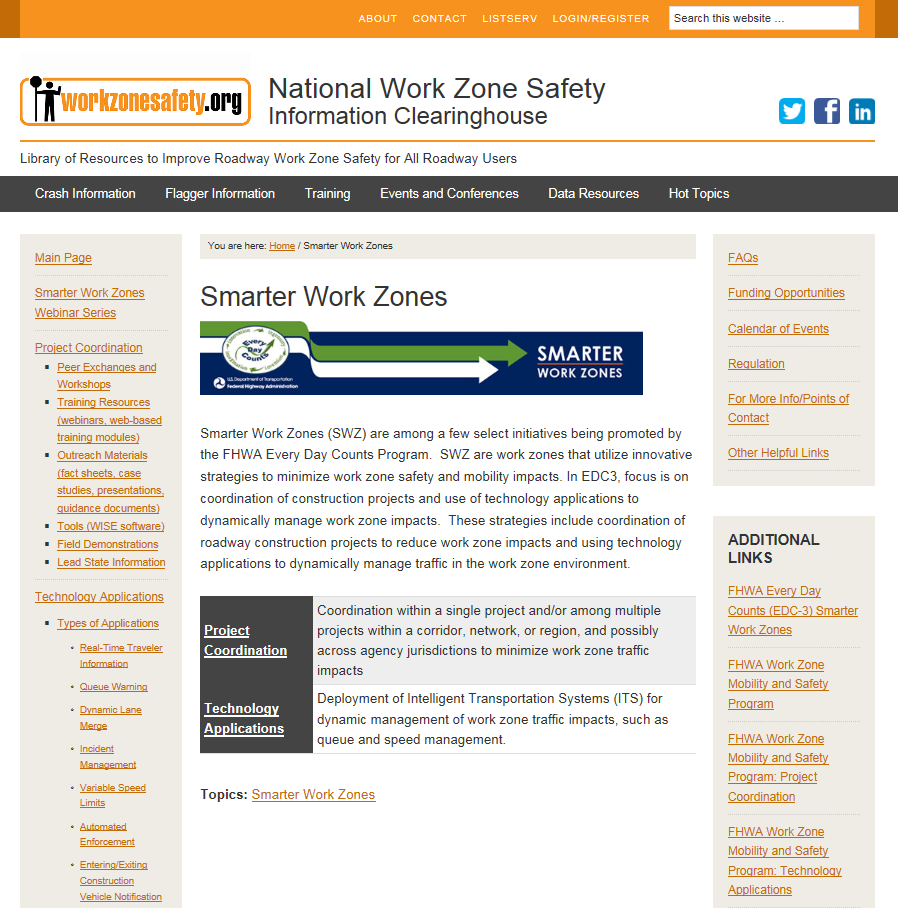 ABOUT CONTACT LISTSERV LOGIN/REGISTER
Search this website …
workzonesafety.org
National Work Zone Safety
Information Clearinghouse
Library of Resources to Improve Roadway Work Zone Safety for All Roadway Users
Crash Information Flagger Information Training Events and Conferences Data Resources Hot Topics
Main Page
Smarter Work Zones
Webinar Series
Project Coordination
Peer Exchanges and
Workshops
Training Resources
(webinars, web-based
training modules)
Outreach Materials
(fact sheets, case
studies, presentations,
guidance documents)
Tools (WISE software)
Field Demonstrations
Lead State Information
Technology Applications
Types of Applications
Real-Time Traveler
Information
Queue Warning
Dynamic Lane
Merge
Incident
Management
Variable Speed
Limits
Automated
Enforcement
Entering/Exiting
Construction
Vehicle Notification
You are here: Home / Smarter Work Zones
Smarter Work Zones
Every
Day
Counts
U.S. Department of Transportation
Federal Highway Administration
SMARTER
WORK ZONES
Smarter Work Zones (SWZ) are among a few select initiatives being promoted by
the FHWA Every Day Counts Program.  SWZ are work zones that utilize innovative
strategies to minimize work zone safety and mobility impacts. In EDC3, focus is on
coordination of construction projects and use of technology applications to
dynamically manage work zone impacts.  These strategies include coordination of
roadway construction projects to reduce work zone impacts and using technology
applications to dynamically manage traffic in the work zone environment.
Project
Coordination
Coordination within a single project and/or among multiple
projects within a corridor, network, or region, and possibly
across agency jurisdictions to minimize work zone traffic
impacts
Technology
Applications
Deployment of Intelligent Transportation Systems (ITS) for
dynamic management of work zone traffic impacts, such as
queue and speed management.
Topics: Smarter Work Zones
FAQs
Funding Opportunities
Calendar of Events
Regulation
For More Info/Points of
Contact
Other Helpful Links
ADDITIONAL
LINKS
FHWA Every Day
Counts (EDC-3) Smarter
Work Zones
FHWA Work Zone
Mobility and Safety
Program
FHWA Work Zone
Mobility and Safety
Program: Project
Coordination
FHWA Work Zone
Mobility and Safety
Program: Technology
Applications